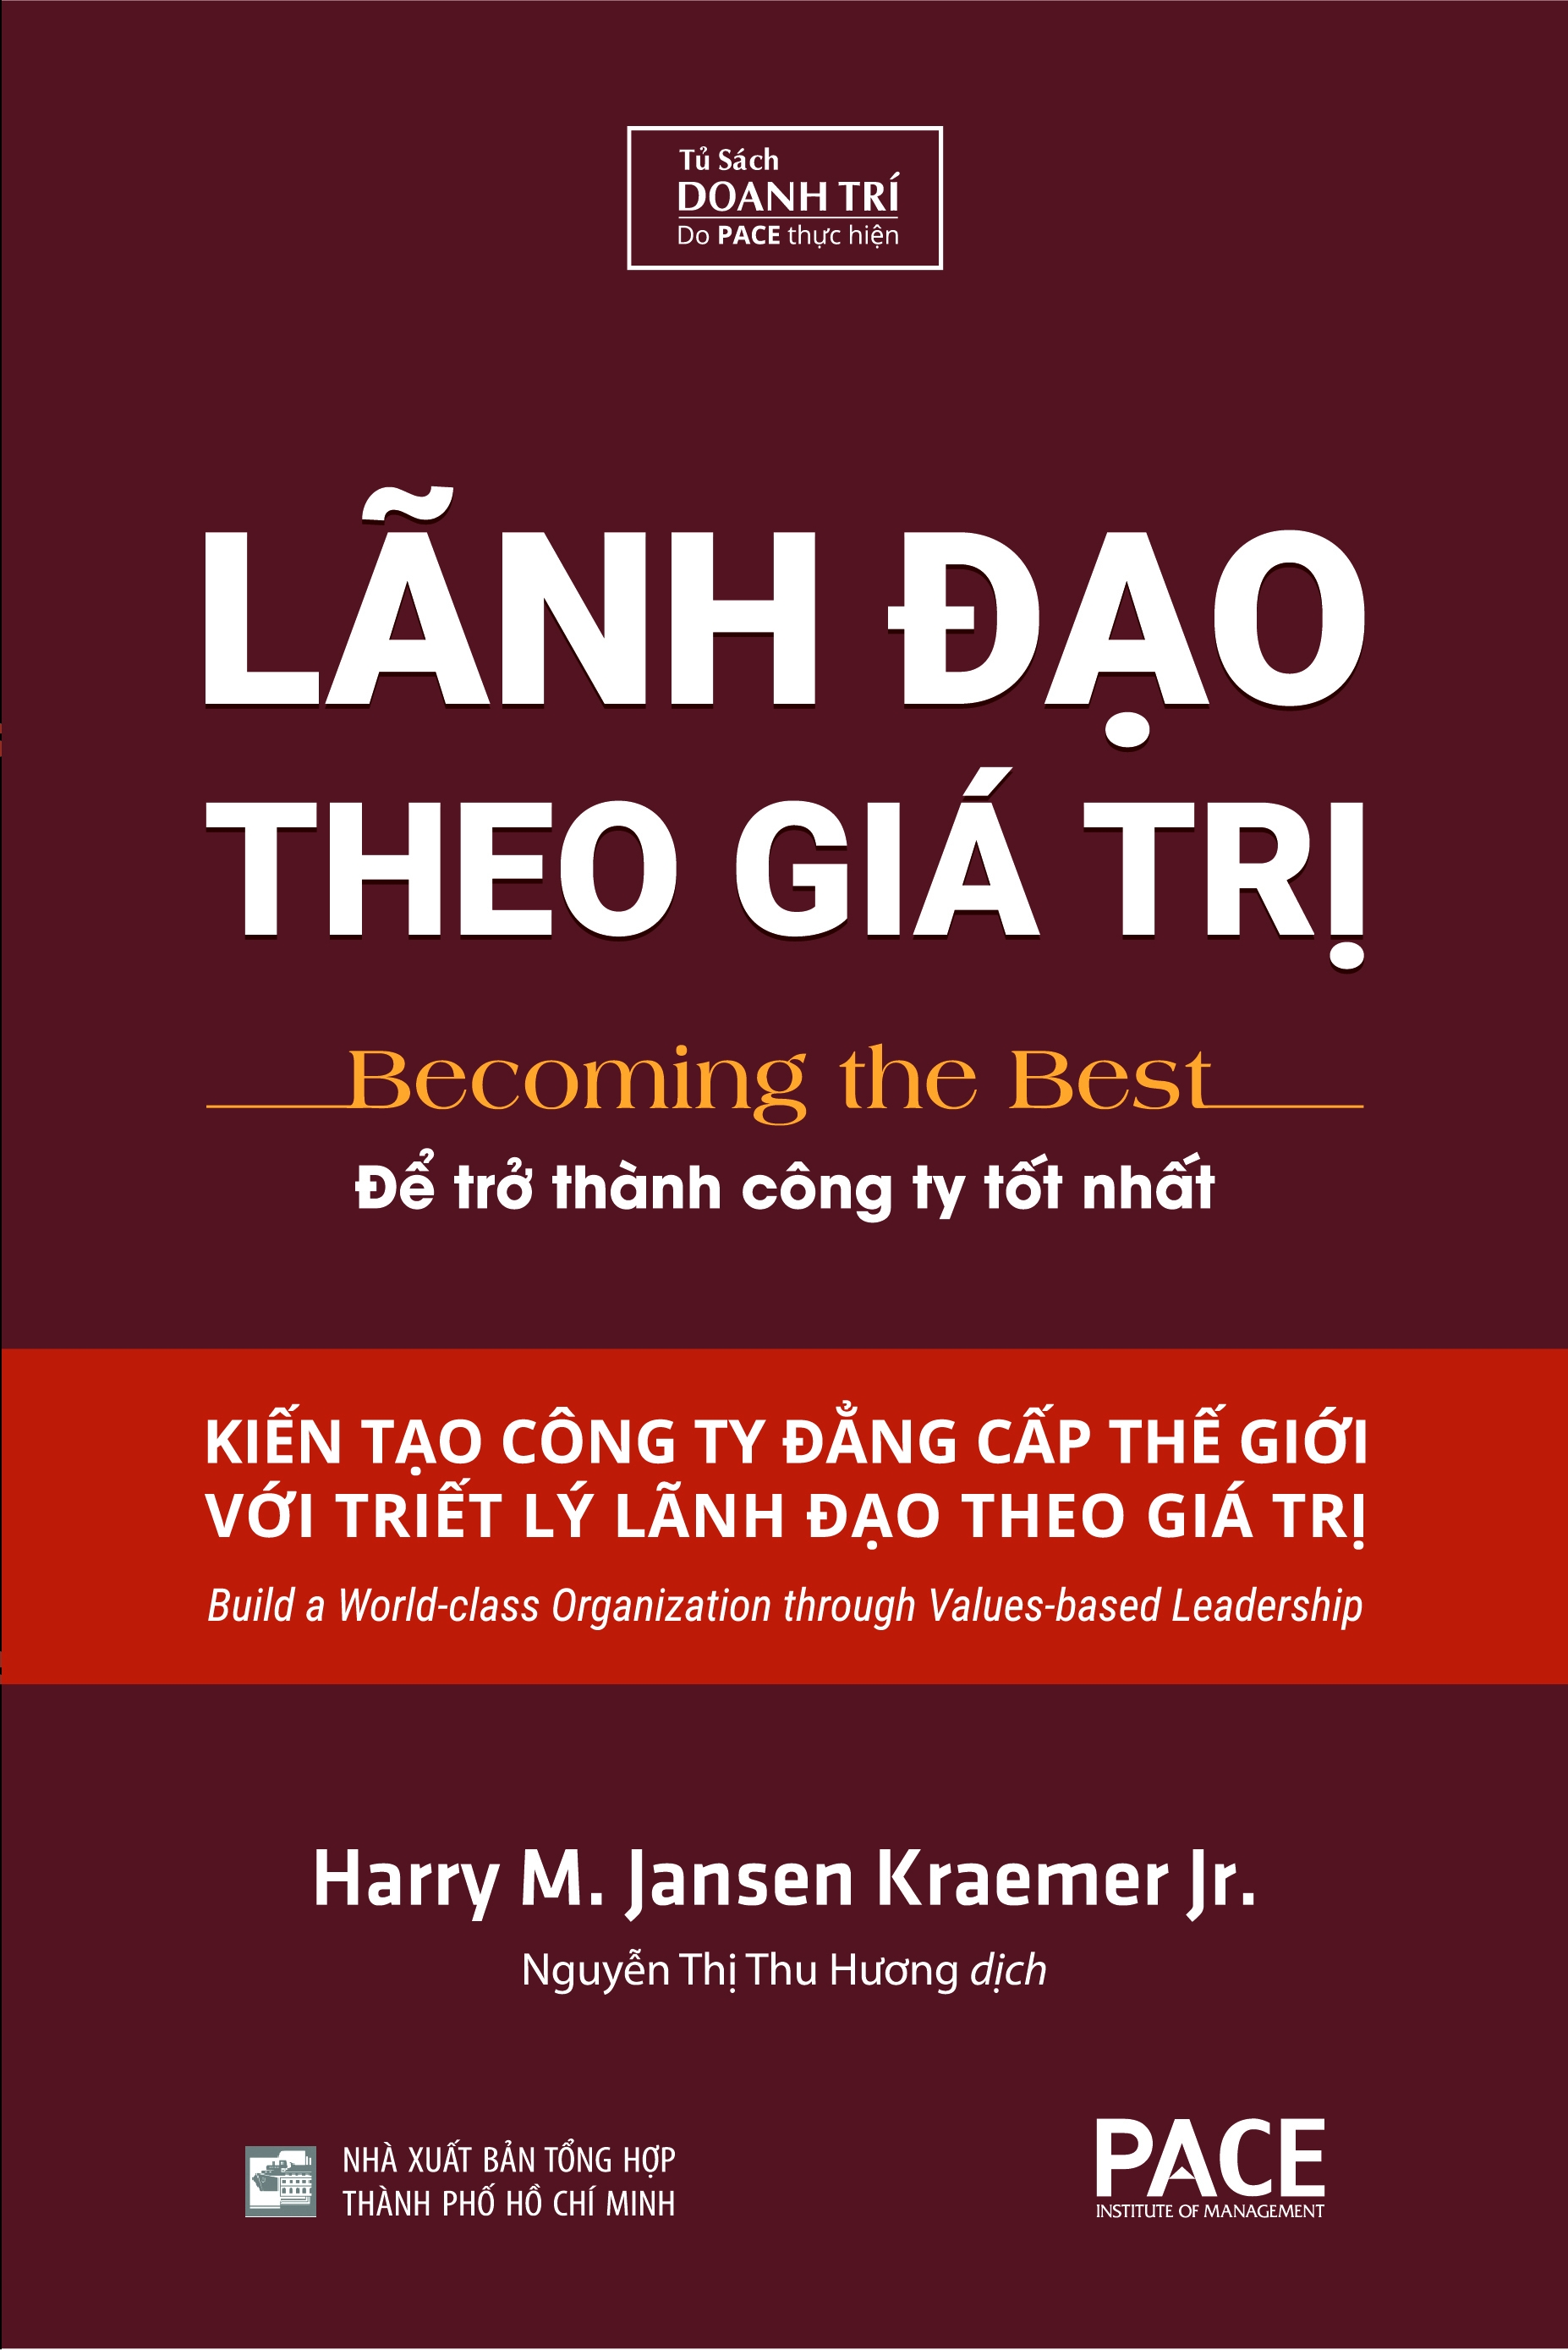 Tủ Sách
DOANH TRÍ
Do PACE thực hiện
LÃNH ĐẠO
THEO GIÁ TRỊ
Becoming the Best
Để trở thành công ty tốt nhất
KIẾN TẠO CÔNG TY ĐẲNG CẤP THẾ GIỚI
VỚI TRIẾT LÝ LÃNH ĐẠO THEO GIÁ TRỊ
Build a World-class Organization through Values-based Leadership
Harry M. Jansen Kraemer Jr.
Nguyễn Thị Thu Hương dịch
NHÀ XUẤT BẢN TỔNG HỢP
THÀNH PHỐ HỒ CHÍ MINH
PACE
INSTITUTE OF MANAGEMENT